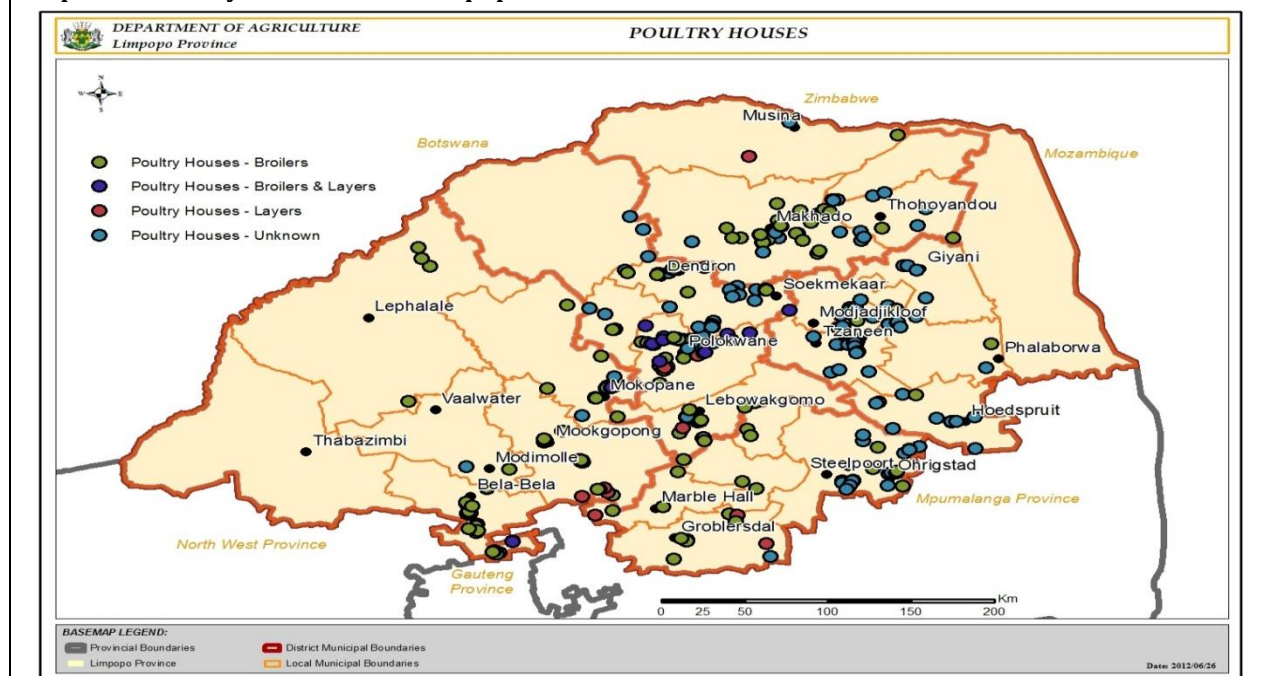 DEPARTMENT OF AGRICULTURE
Limpopo Province
POULTRY HOUSES
N
W
E
S
Zimbabwe
Musina
Botswana
Mozambique
Poultry Houses - Broilers
Poultry Houses - Broilers & Layers
Poultry Houses - Layers
Poultry Houses - Unknown
Thohoyandou
Makhado
Giyani
Dendron
Soekmekaar
Lephalale
Modjadjikloof
Tzaneen
Polokwane
Phalaborwa
Mokopane
Vaalwater
Lebowakgomo
Hoedspruit
Mookgopong
Thabazimbi
Modimolle
Steelpoort
Ohrigstad
Bela-Bela
Marble Hall
Mpumalanga Province
Groblersdal
North West Province
Gauteng
Province
Km
0 25 50 100 150 200
BASEMAP LEGEND:
Provincial Boundaries
District Municipal Boundaries
Limpopo Province
Local Municipal Boundaries
Date: 2012/06/26